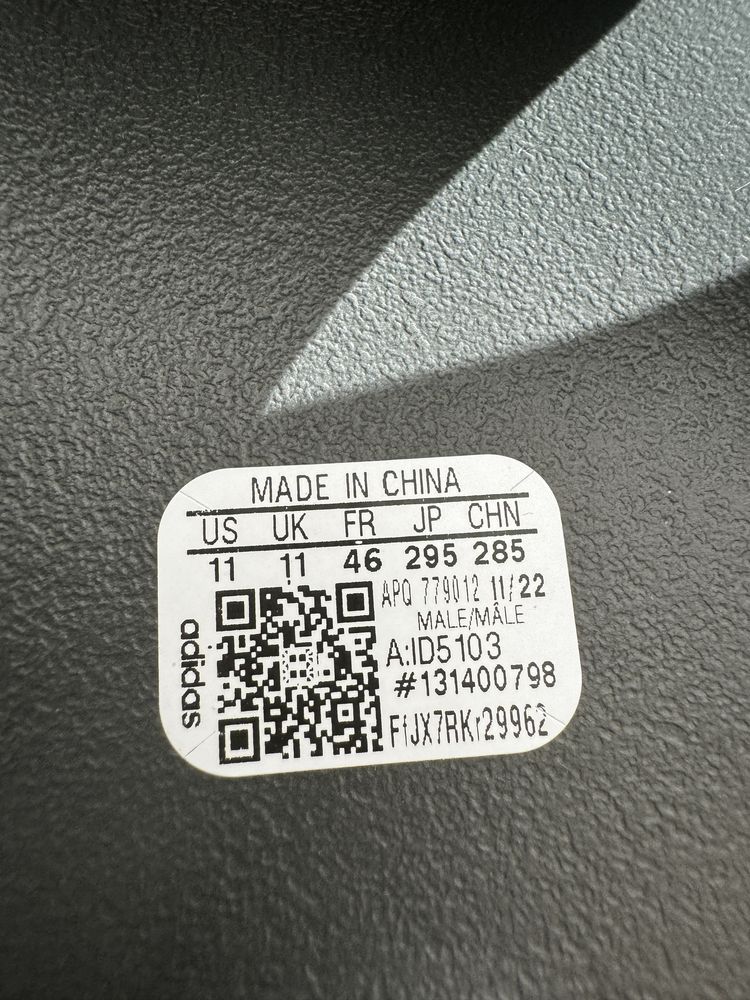 MADE IN CHINA
US UK FR JP CHN
11 11 46 295 285
APQ 779012 11/22
MALE/MÂLE
A:ID5103
#131400798
FfJX7RKr29962
adidas